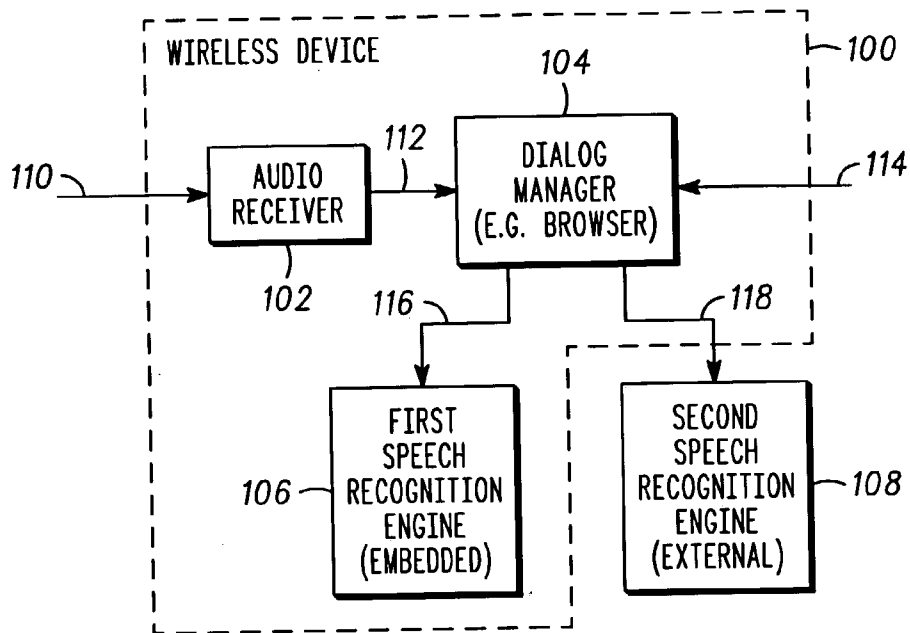 WIRELESS DEVICE
100
104
110
AUDIO
RECEIVER
102
112
DIALOG
MANAGER
(E.G. BROWSER)
114
116
118
FIRST
SPEECH
RECOGNITION
ENGINE
(EMBEDDED)
106
SECOND
SPEECH
RECOGNITION
ENGINE
(EXTERNAL)
108